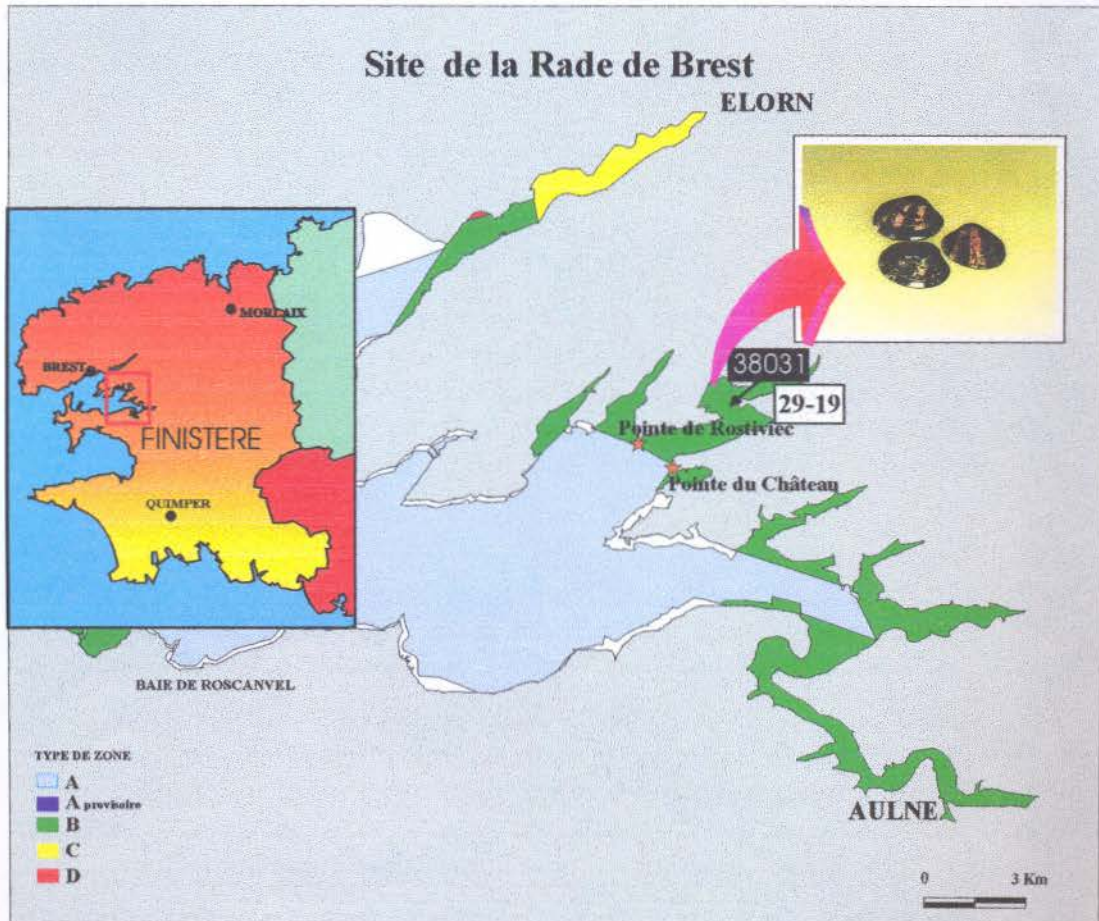 Site de la Rade de Brest
ELORN
MORLAIX
BREST
FINISTERE
QUIMPER
38031
29-19
Pointe de Rostiviec
Pointe du Château
BAIE DE ROSCANVEL
AULNE
TYPE DE ZONE
A
A provisoire
B
C
D
0 3 Km